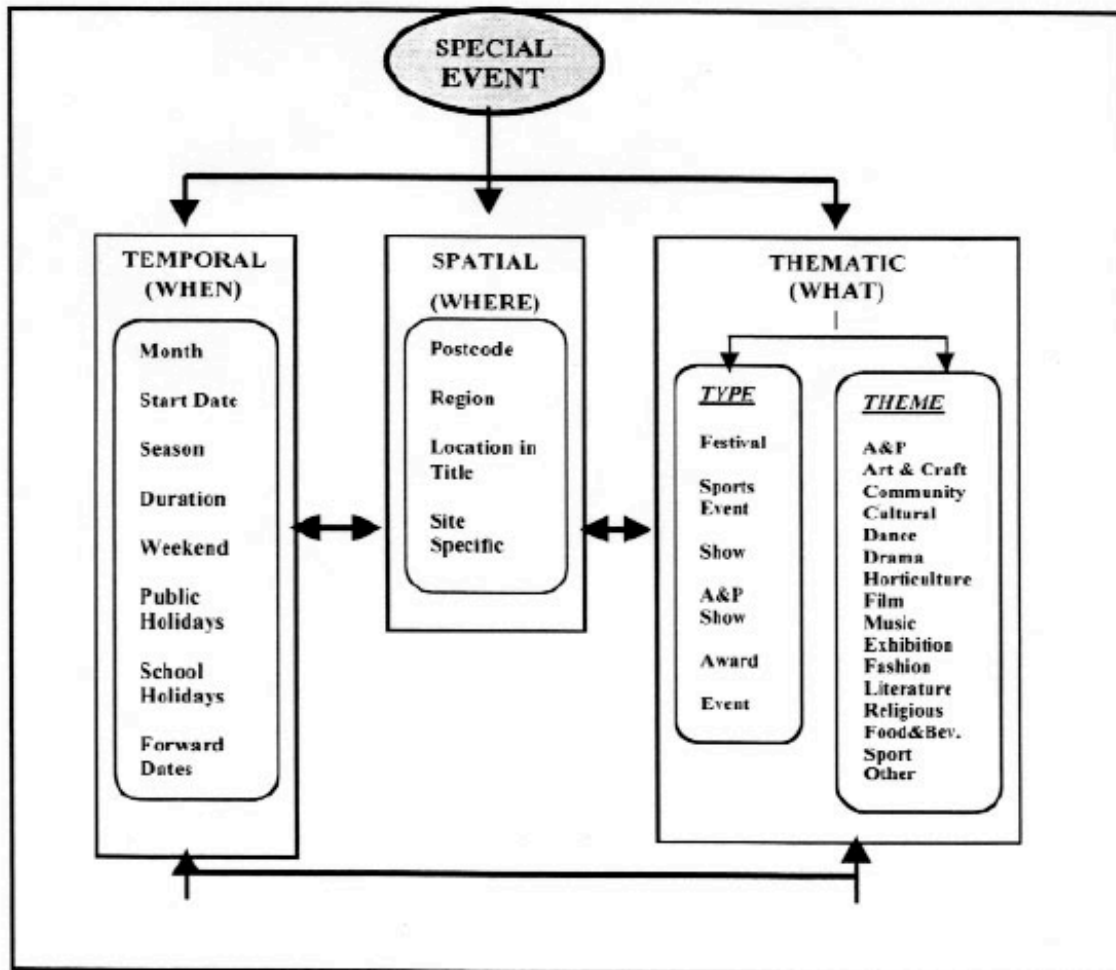 SPECIAL
EVENT
TEMPORAL
(WHEN)
Month
Start Date
Season
Duration
Weekend
Public
Holidays
School
Holidays
Forward
Dates
SPATIAL
(WHERE)
Postcode
Region
Location in
Title
Site
Specific
THEMATIC
(WHAT)
TYPE
Festival
Sports
Event
Show
A&P
Show
Award
Event
THEME
A&P
Art & Craft
Community
Cultural
Dance
Drama
Horticulture
Film
Music
Exhibition
Fashion
Literature
Religious
Food&Bev.
Sport
Other